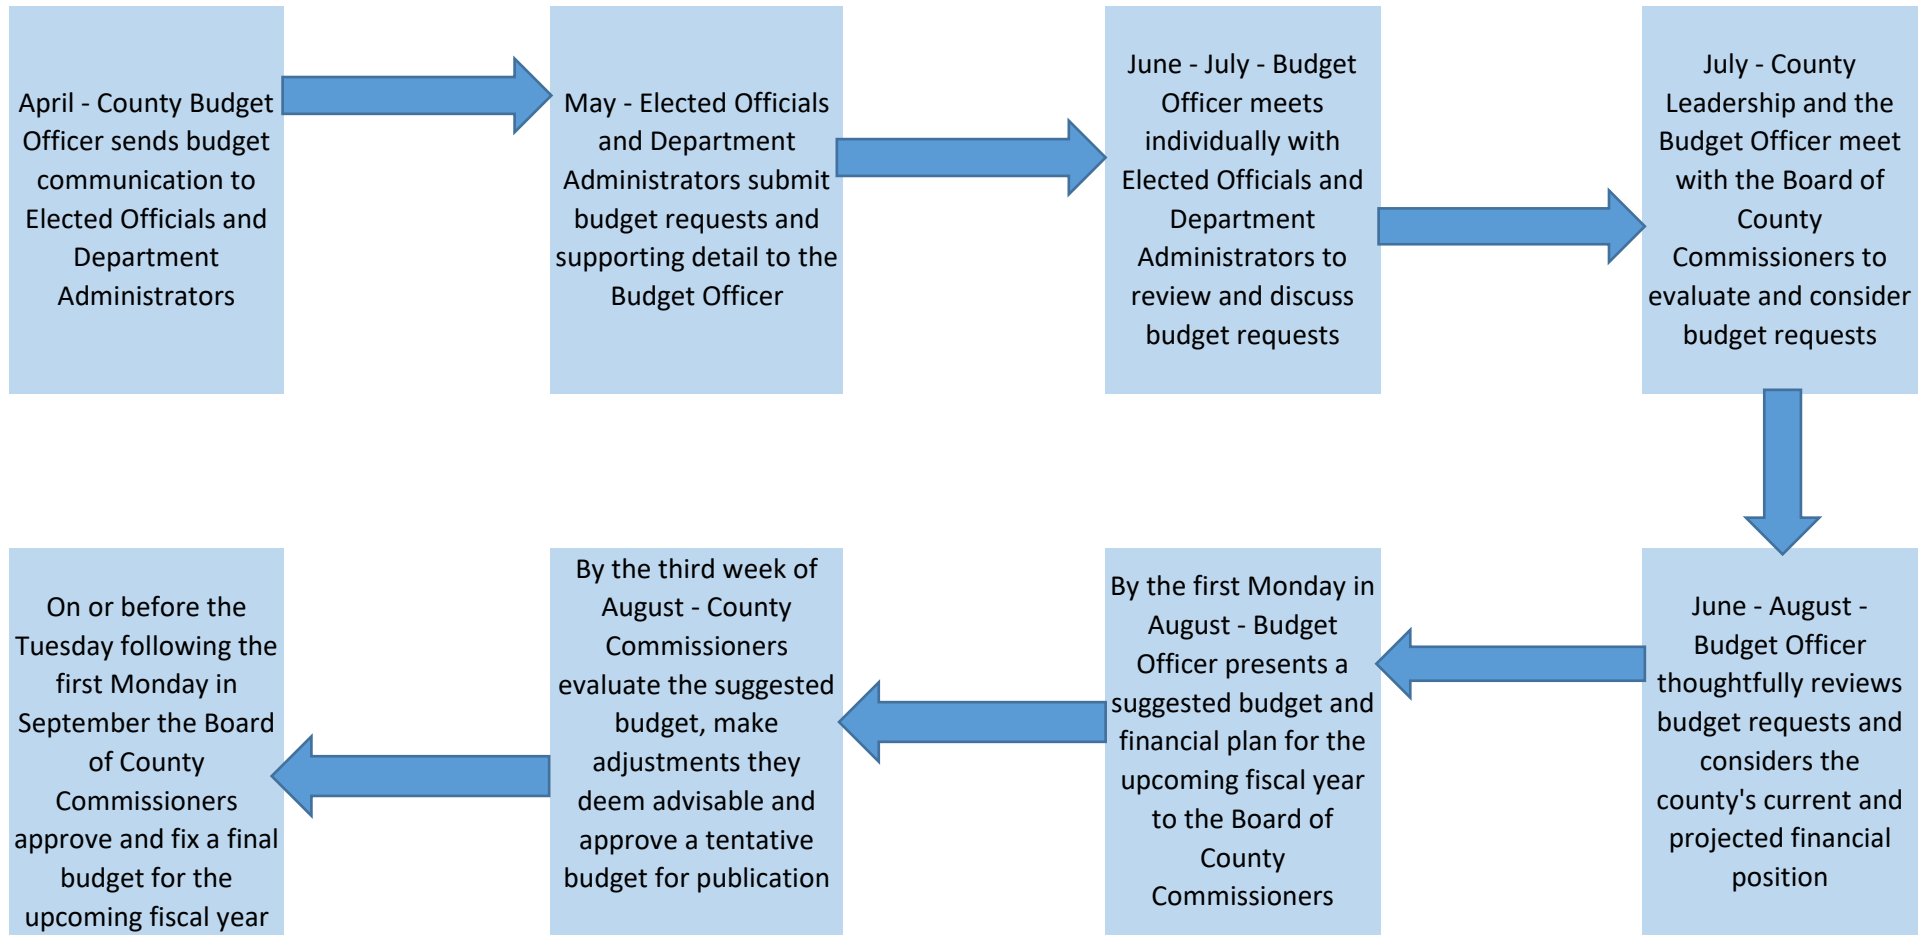 April - County Budget
Officer sends budget
communication to
Elected Officials and
Department
Administrators
May - Elected Officials
and Department
Administrators submit
budget requests and
supporting detail to the
Budget Officer
June - July - Budget
Officer meets
individually with
Elected Officials and
Department
Administrators to
review and discuss
budget requests
July - County
Leadership and the
Budget Officer meet
with the Board of
County
Commissioners to
evaluate and consider
budget requests
June - August -
Budget Officer
thoughtfully reviews
budget requests and
considers the
county's current and
projected financial
position
By the first Monday in
August - Budget
Officer presents a
suggested budget and
financial plan for the
upcoming fiscal year
to the Board of
County
Commissioners
By the third week of
August - County
Commissioners
evaluate the suggested
budget, make
adjustments they
deem advisable and
approve a tentative
budget for publication
On or before the
Tuesday following the
first Monday in
September the Board
of County
Commissioners
approve and fix a final
budget for the
upcoming fiscal year